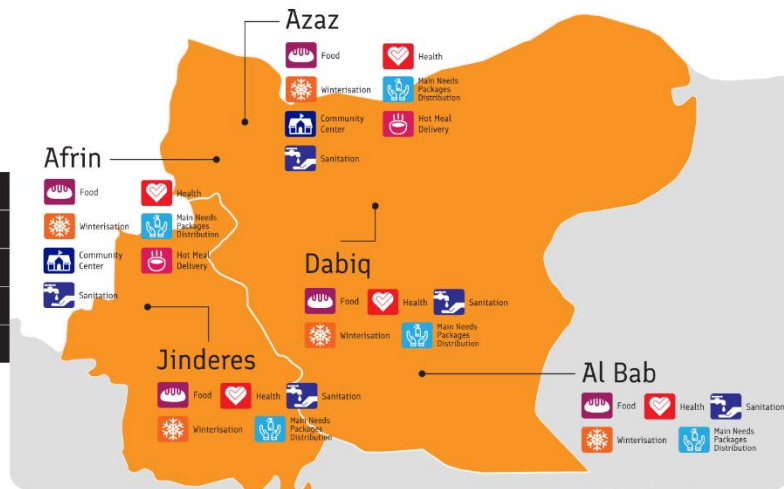 Azaz
Food
Health
Winterisation
Main Needs
Packages
Distribution
Community
Center
Hot Meal
Delivery
Sanitation
Afrin
Food
Health
Winterisation
Main Needs
Packages
Distribution
Community
Center
Hot Meal
Delivery
Sanitation
Dabiq
Food
Health
Sanitation
Winterisation
Main Needs
Packages
Distribution
Jinderes
Food
Health
Sanitation
Winterisation
Main Needs
Packages
Distribution
Al Bab
Food
Health
Sanitation
Winterisation
Main Needs
Packages
Distribution